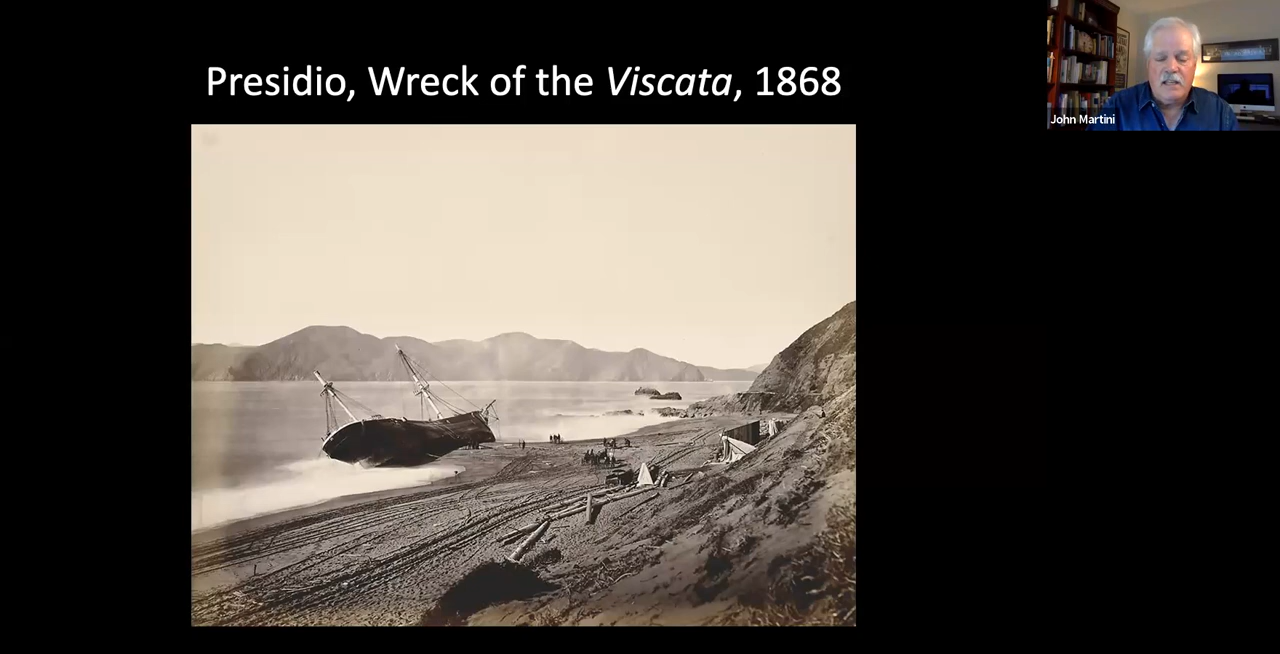 Presidio, Wreck of the Viscata, 1868
John Martini